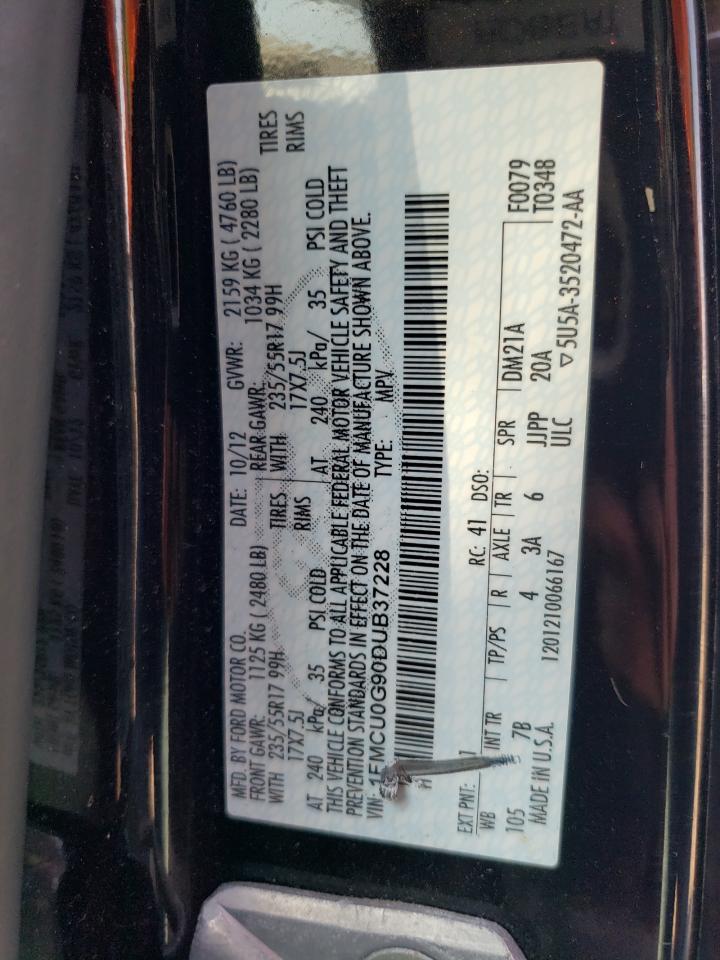 MFD. BY FORD MOTOR CO. DATE: 10/12 GVWR: 2159 KG ( 4760 LB)
FRONT GAWR: 1125 KG ( 2480 LB) REAR GAWR: 1034 KG ( 2280 LB)
WITH 235/55R17 99H TIRES WITH 235/55R17 99H TIRES
17X7.5J RIMS 17X7.5J RIMS
AT 240 kPa/ 35 PSI COLD AT 240 kPa/ 35 PSI COLD
THIS VEHICLE CONFORMS TO ALL APPLICABLE FEDERAL MOTOR VEHICLE SAFETY AND THEFT
PREVENTION STANDARDS IN EFFECT ON THE DATE OF MANUFACTURE SHOWN ABOVE.
VIN: 1FMCU0G90DUB37228 TYPE: MPV
EXT PNT: RC: 41 DSO: F0079
WB INT TR TP/PS R AXLE TR SPR DM21A T0348
105 7B 4 3A 6 JJPP 20A
MADE IN U.S.A. 1201210066167 ULC ▽5U5A-3520472-AA